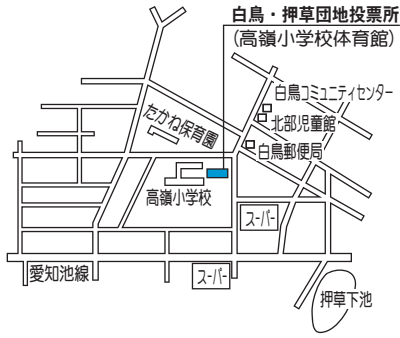 白鳥・押草団地投票所
(高嶺小学校体育館)
白鳥コミュニティセンター
たかね保育園
北部児童館
白鳥郵便局
高嶺小学校
スーパー
愛知池線
スーパー
押草下池